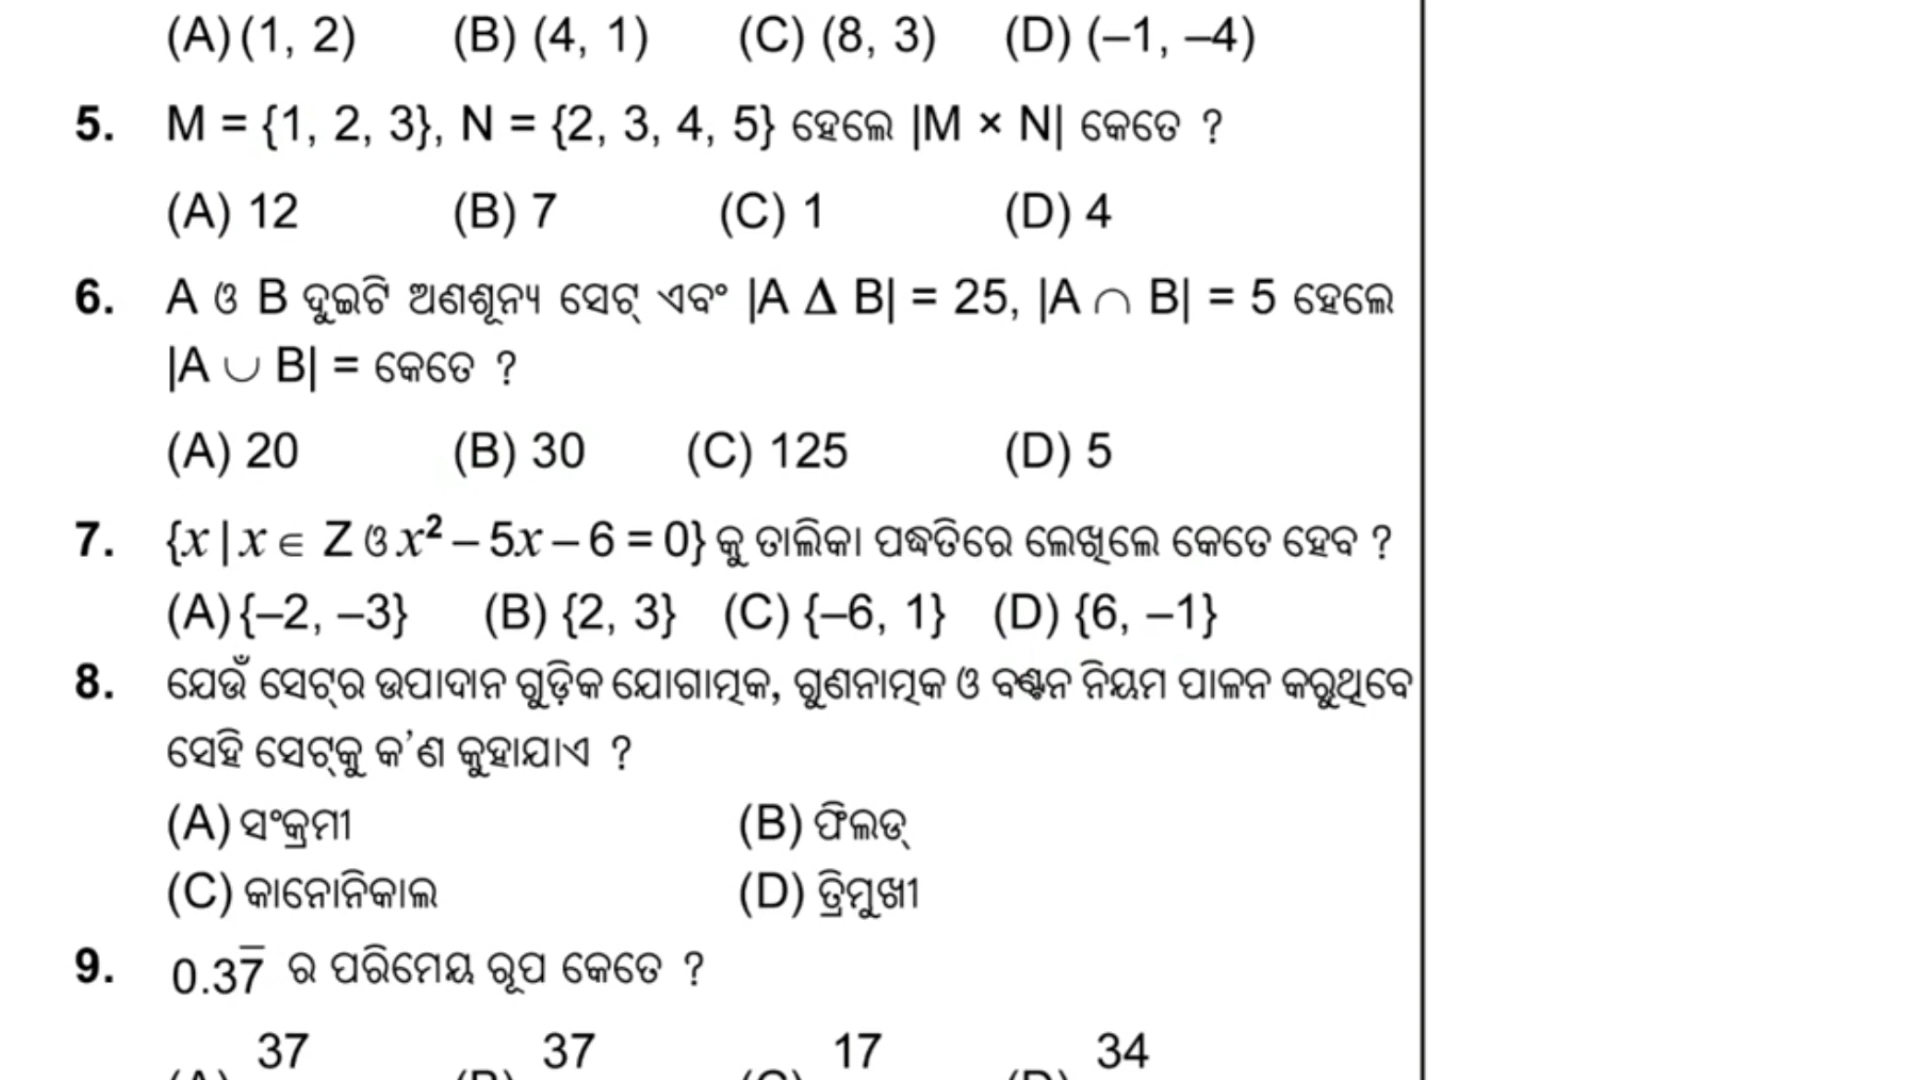 (A) (1, 2) (B) (4, 1) (C) (8, 3) (D) (–1, –4)
5. M = {1, 2, 3}, N = {2, 3, 4, 5} ହେଲେ |M × N| କେତେ ?
(A) 12 (B) 7 (C) 1 (D) 4
6. A ଓ B ଦୁଇଟି ଅଣଶୂନ୍ୟ ସେଟ୍ ଏବଂ |A Δ B| = 25, |A ∩ B| = 5 ହେଲେ
|A ∪ B| = କେତେ ?
(A) 20 (B) 30 (C) 125 (D) 5
7. {x | x ∈ Z ଓ x² – 5x – 6 = 0} କୁ ତାଲିକା ପଦ୍ଧତିରେ ଲେଖିଲେ କେତେ ହେବ ?
(A) {–2, –3} (B) {2, 3} (C) {–6, 1} (D) {6, –1}
8. ଯେଉଁ ସେଟ୍‌ର ଉପାଦାନ ଗୁଡ଼ିକ ଯୋଗାତ୍ମକ, ଗୁଣନାତ୍ମକ ଓ ବଣ୍ଟନ ନିୟମ ପାଳନ କରୁଥିବେ
ସେହି ସେଟ୍‌କୁ କ’ଣ କୁହାଯାଏ ?
(A) ସଂକ୍ରମୀ (B) ଫିଲଡ୍
(C) କାନୋନିକାଲ (D) ତ୍ରିମୁଖୀ
9. 0.37̅ ର ପରିମେୟ ରୂପ କେତେ ?
37 37 17 34